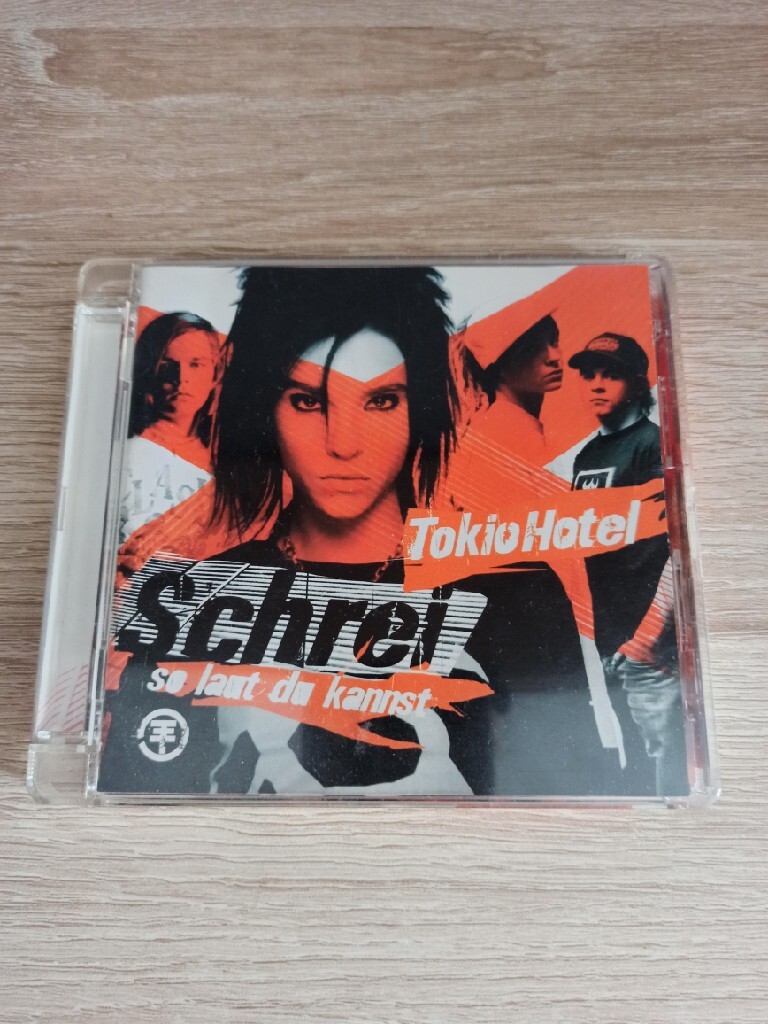 Tokio Hotel
Schrei
so laut du kannst